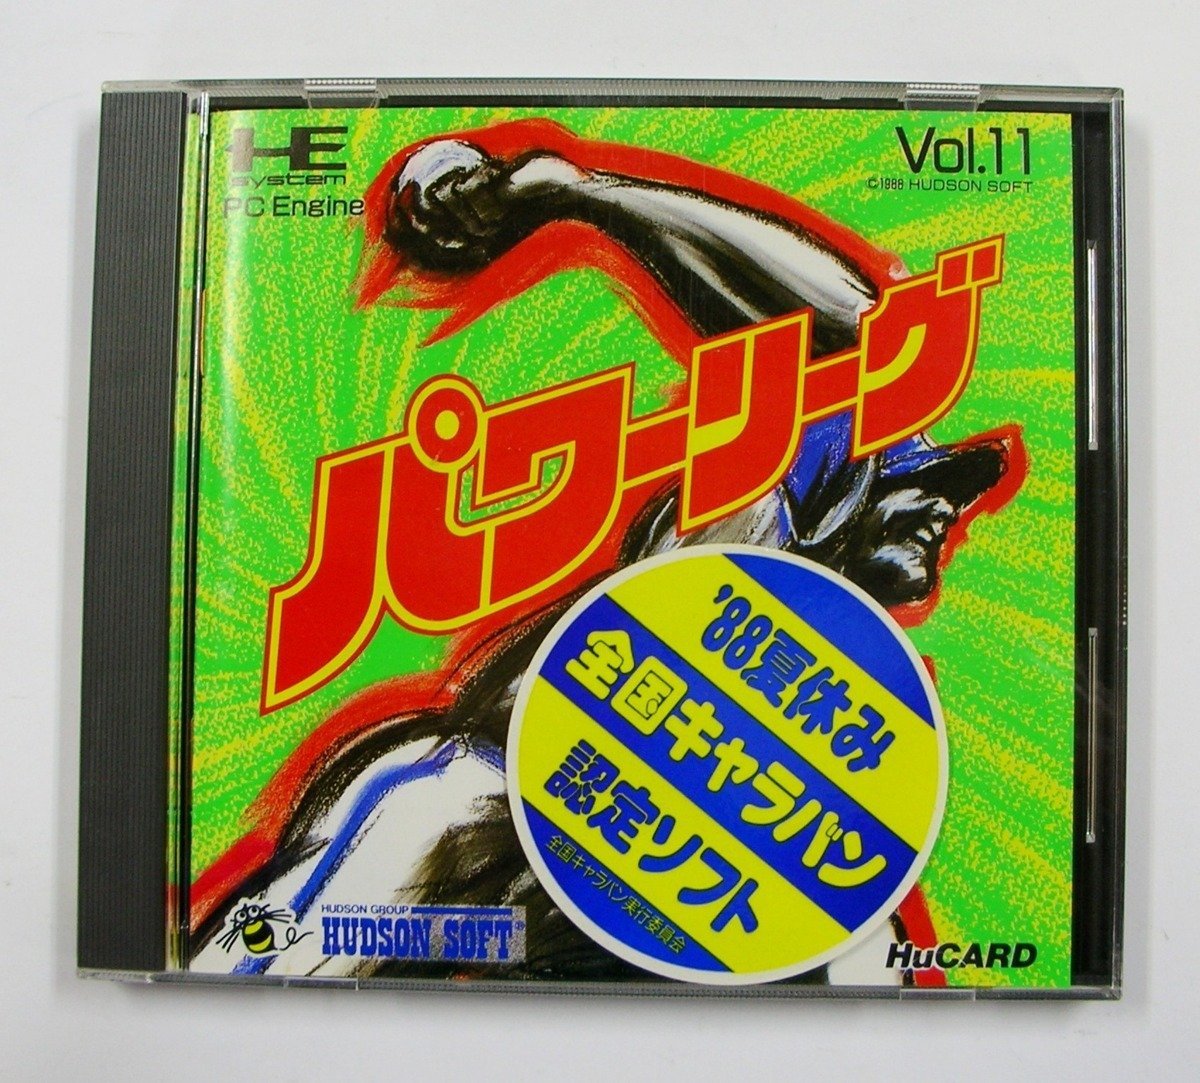 HE
system
PC Engine
Vol.11
©1988 HUDSON SOFT
パワーリーグ
'88夏休み
全国キャラバン
認定ソフト
全国キャラバン実行委員会
HUDSON GROUP
HUDSON SOFT
HuCARD